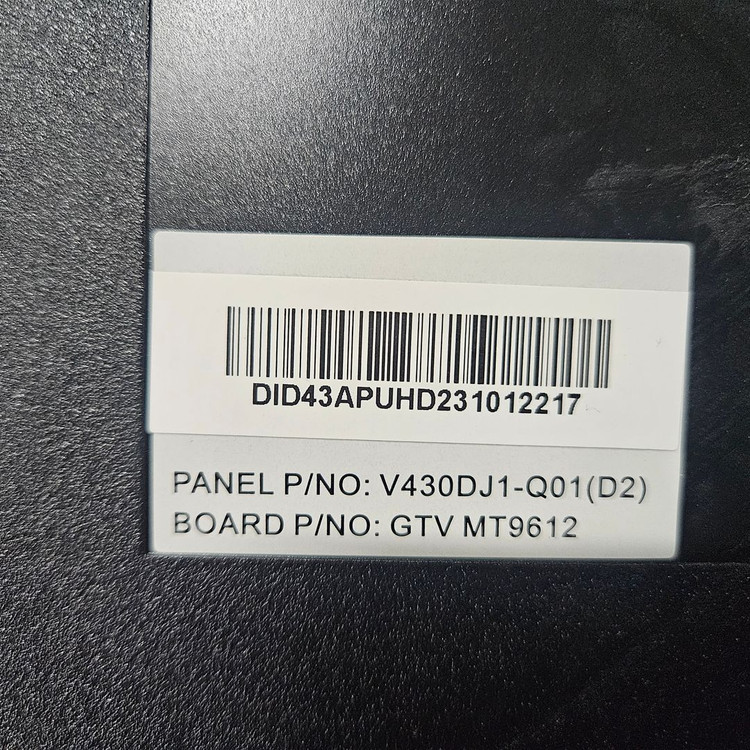 DID43APUHD231012217
PANEL P/NO: V430DJ1-Q01(D2)
BOARD P/NO: GTV MT9612